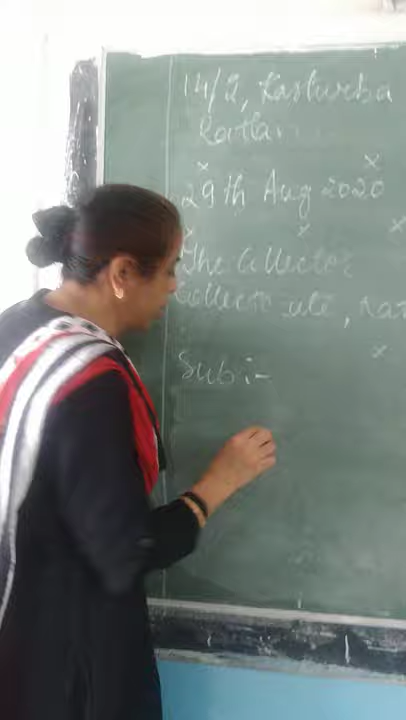 14/2, Kasturba
Ratlam
x x
29th Aug 2020
x x x
The Collector
Collectorate, Rat
x
Sub:-